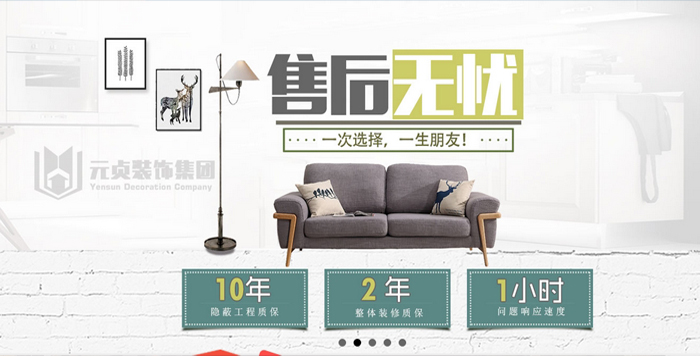 售后无忧
一次选择，一生朋友！
元贞装饰集团
Yensun Decoration Company
10年
隐蔽工程质保
2 年
整体装修质保
1小时
问题响应速度